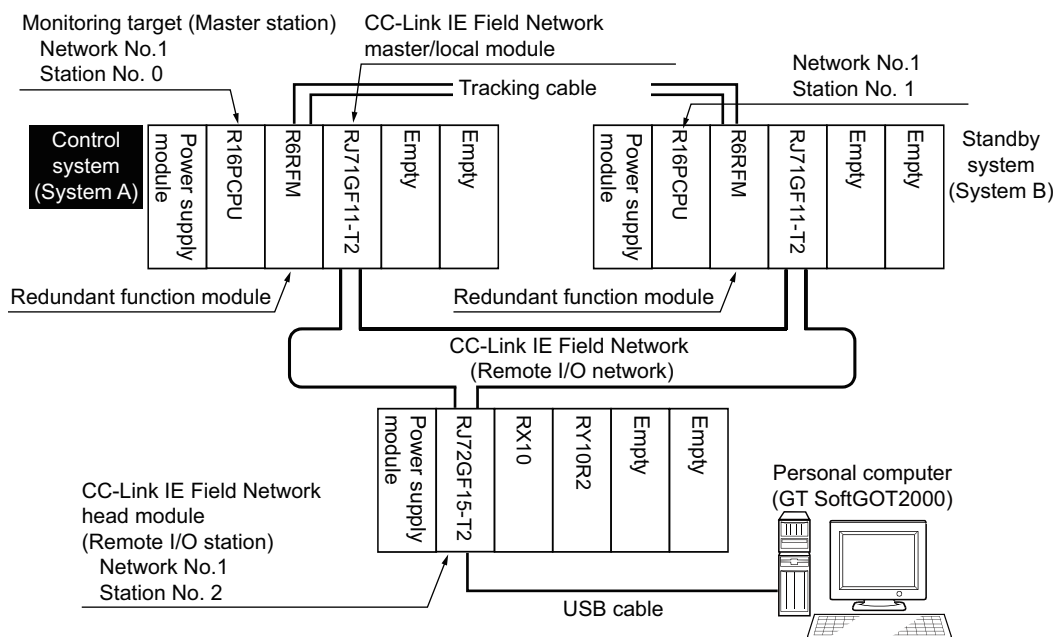 Monitoring target (Master station)
Network No.1
Station No. 0
CC-Link IE Field Network
master/local module
Network No.1
Station No. 1
Tracking cable
Control
system
(System A)
Power supply
module
R16PCPU
R6RFM
RJ71GF11-T2
Empty
Empty
Power supply
module
R16PCPU
R6RFM
RJ71GF11-T2
Empty
Empty
Standby
system
(System B)
Redundant function module
Redundant function module
CC-Link IE Field Network
(Remote I/O network)
Power supply
module
RJ72GF15-T2
RX10
RY10R2
Empty
Empty
CC-Link IE Field Network
head module
(Remote I/O station)
Network No.1
Station No. 2
Personal computer
(GT SoftGOT2000)
USB cable